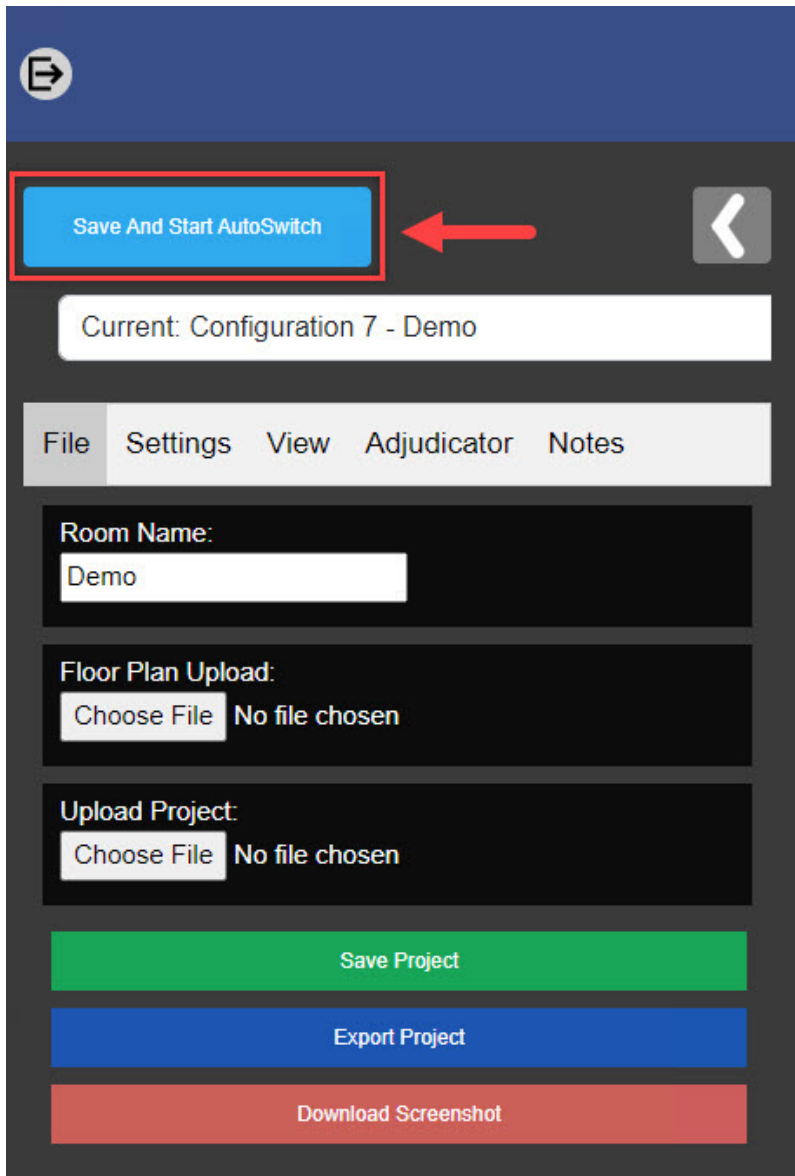 Save And Start AutoSwitch
Current: Configuration 7 - Demo
File Settings View Adjudicator Notes
Room Name:
Demo
Floor Plan Upload:
Choose File No file chosen
Upload Project:
Choose File No file chosen
Save Project
Export Project
Download Screenshot